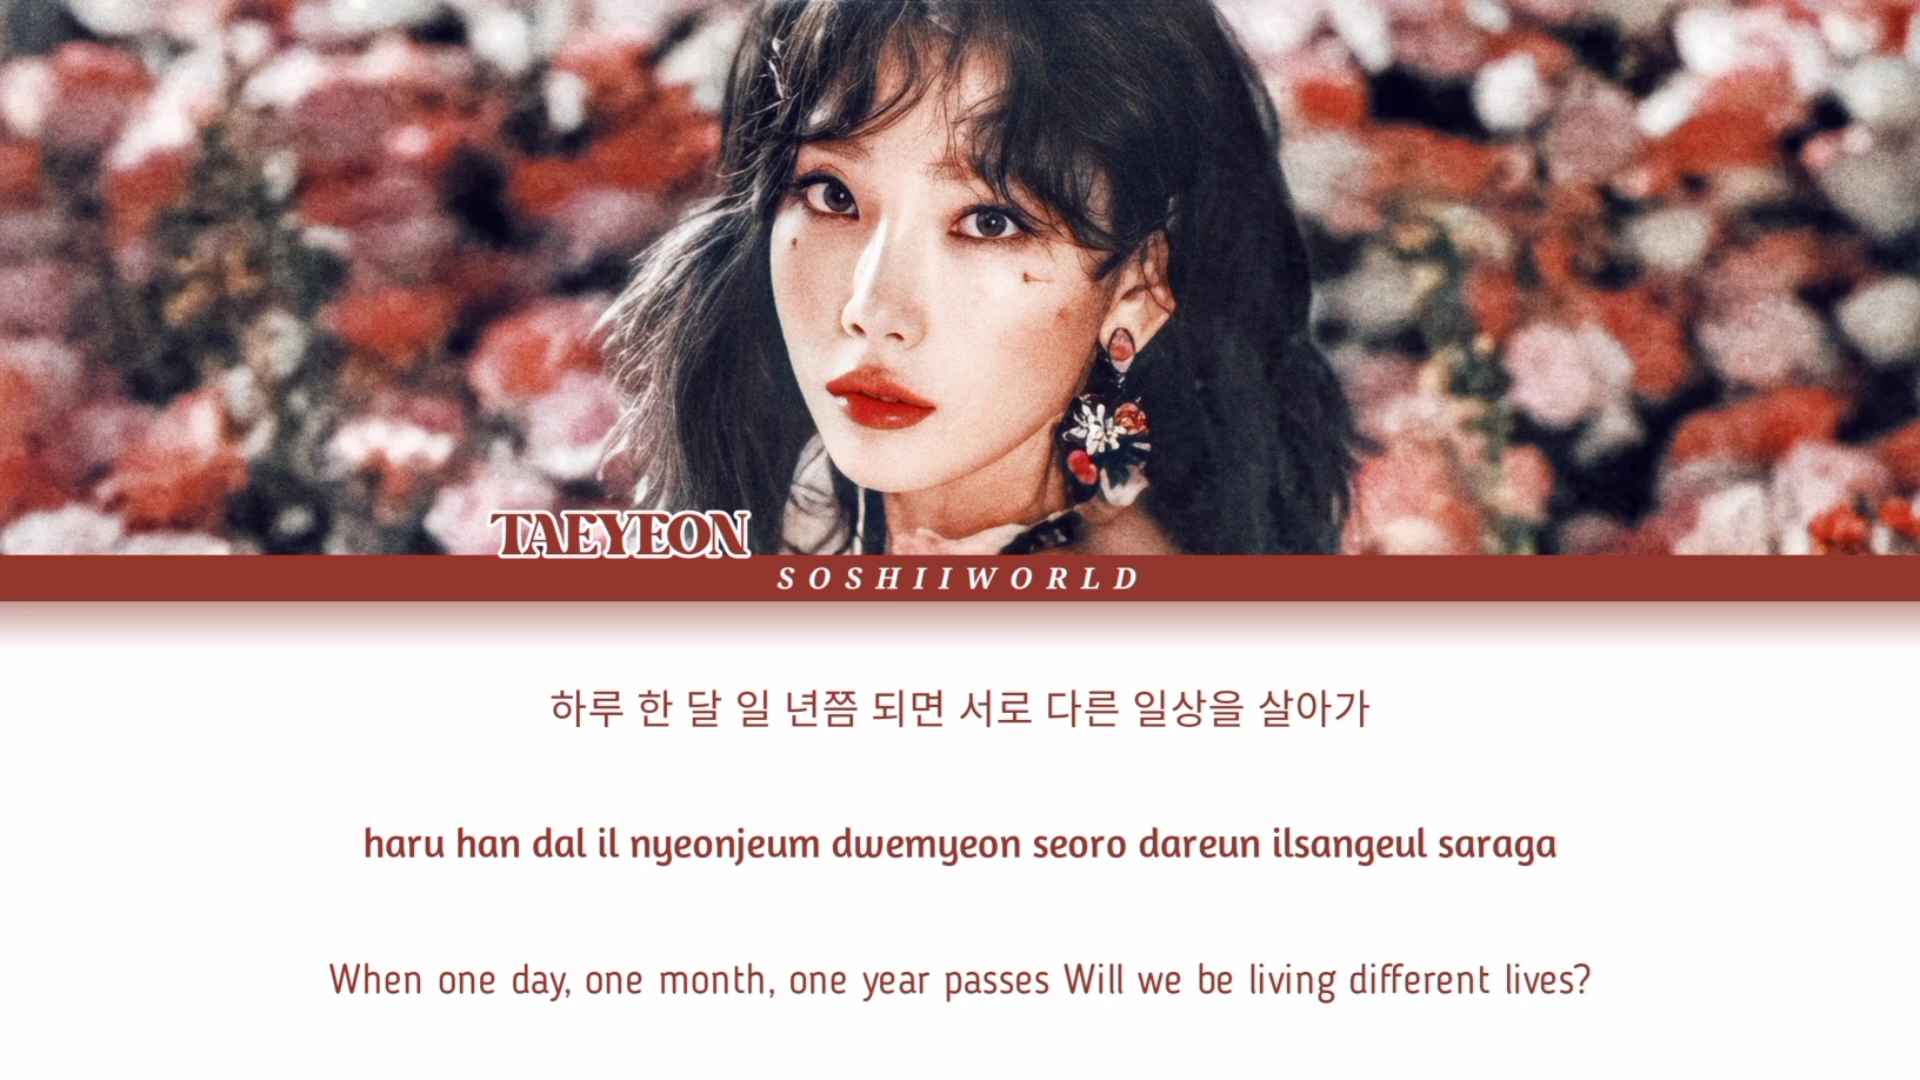 TAEYEON
SOSHIIWORLD
하루 한 달 일 년쯤 되면 서로 다른 일상을 살아가
haru han dal il nyeonjeum dwemyeon seoro dareun ilsangeul saraga
When one day, one month, one year passes Will we be living different lives?